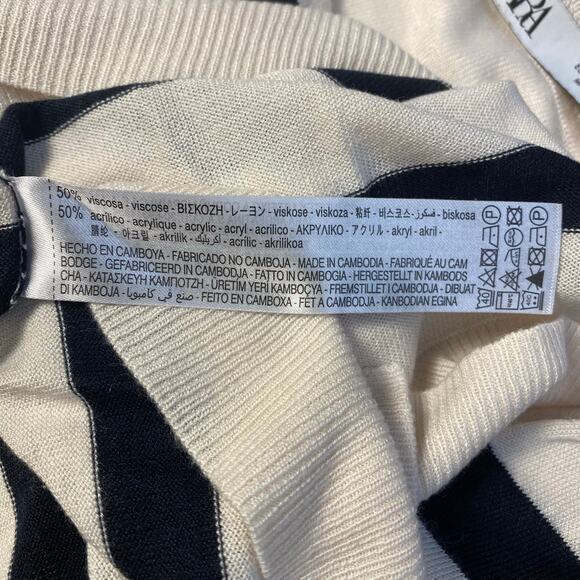 ZARA
50% viscosa - viscose - ΒΙΣΚΟΖΗ - レーヨン - viskose - viskoza - 粘纤 - 비스코스 - فسكوز - biskosa
50% acrílico - acrylique - acrylic - acryl - acrilico - ΑΚΡΥΛΙΚΟ - アクリル - akryl - akril -
腈纶 - 아크릴 - akrilik - أكريليك - acrílic - akrilikoa
HECHO EN CAMBOYA - FABRICADO NO CAMBOJA - MADE IN CAMBODIA - FABRIQUÉ AU CAM
BODGE - GEFABRICEERD IN CAMBODJA - FATTO IN CAMBOGIA - HERGESTELLT IN KAMBODS
CHA - ΚΑΤΑΣΚΕΥΗ ΚΑΜΠΟΤΖΗ - ÜRETİM YERİ KAMBOÇYA - FREMSTILLET I CAMBODJA - DIBUAT
DI KAMBOJA - صنع في كامبوديا - FEITO EN CAMBOXA - FET A CAMBODJA - KANBODIAN EGINA